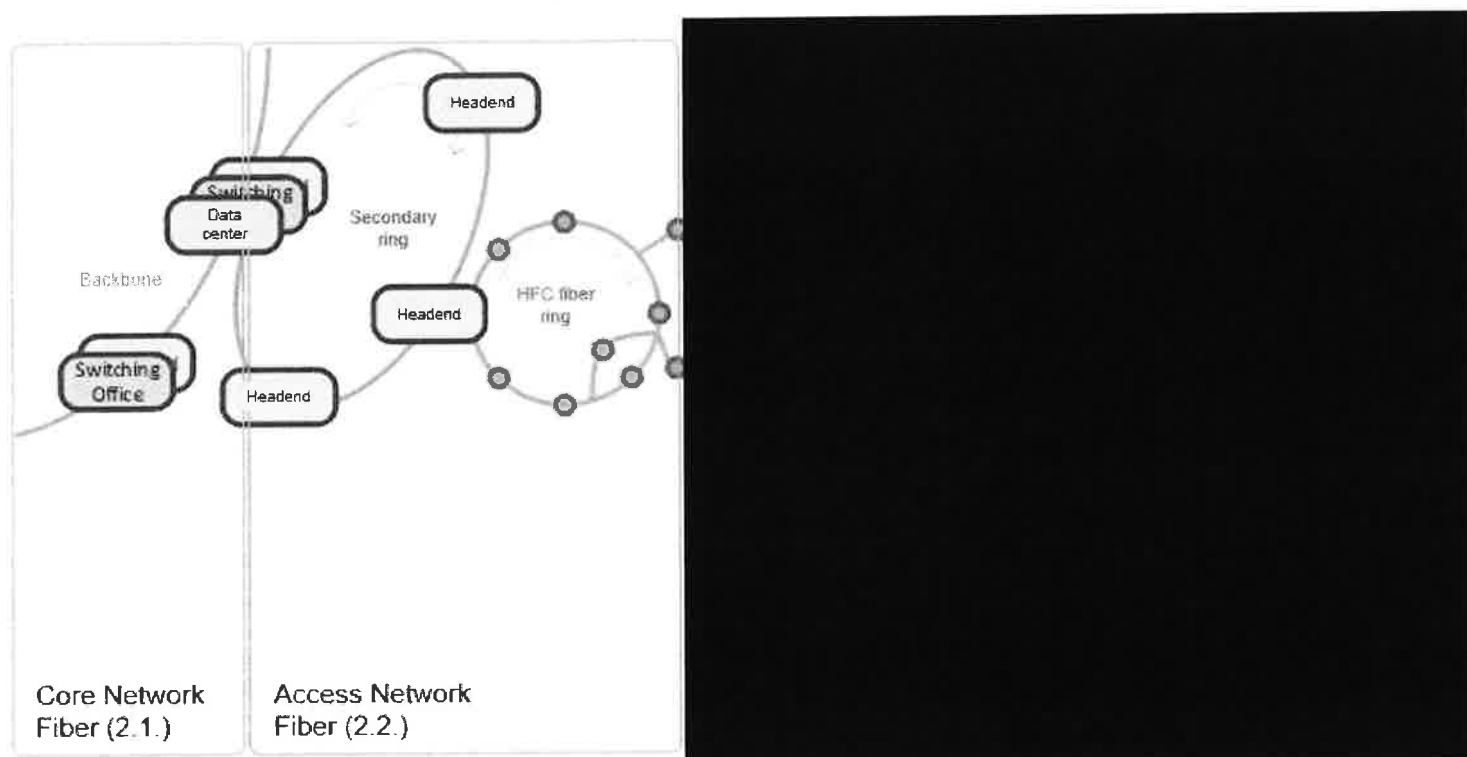 Headend
Switching
Data
center
Secondary
ring
Backbone
HFC fiber
ring
Headend
Switching
Office
Headend
Core Network
Fiber (2.1.)
Access Network
Fiber (2.2.)